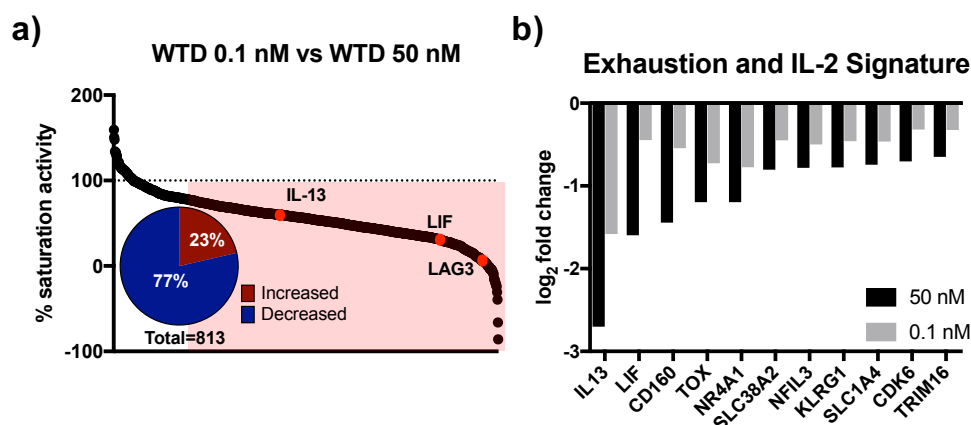 a)
WTD 0.1 nM vs WTD 50 nM
% saturation activity
200
100
0
-100
IL-13
LIF
LAG3
23%
77%
Increased
Decreased
Total=813
b)
Exhaustion and IL-2 Signature
log2 fold change
0
-1
-2
-3
50 nM
0.1 nM
IL13
LIF
CD160
TOX
NR4A1
SLC38A2
NFIL3
KLRG1
SLC1A4
CDK6
TRIM16